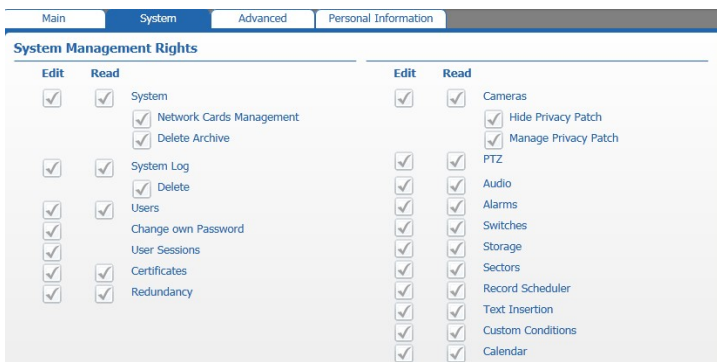 Main System Advanced Personal Information
System Management Rights
Edit Read
System
Network Cards Management
Delete Archive
System Log
Delete
Users
Change own Password
User Sessions
Certificates
Redundancy
Edit Read
Cameras
Hide Privacy Patch
Manage Privacy Patch
PTZ
Audio
Alarms
Switches
Storage
Sectors
Record Scheduler
Text Insertion
Custom Conditions
Calendar